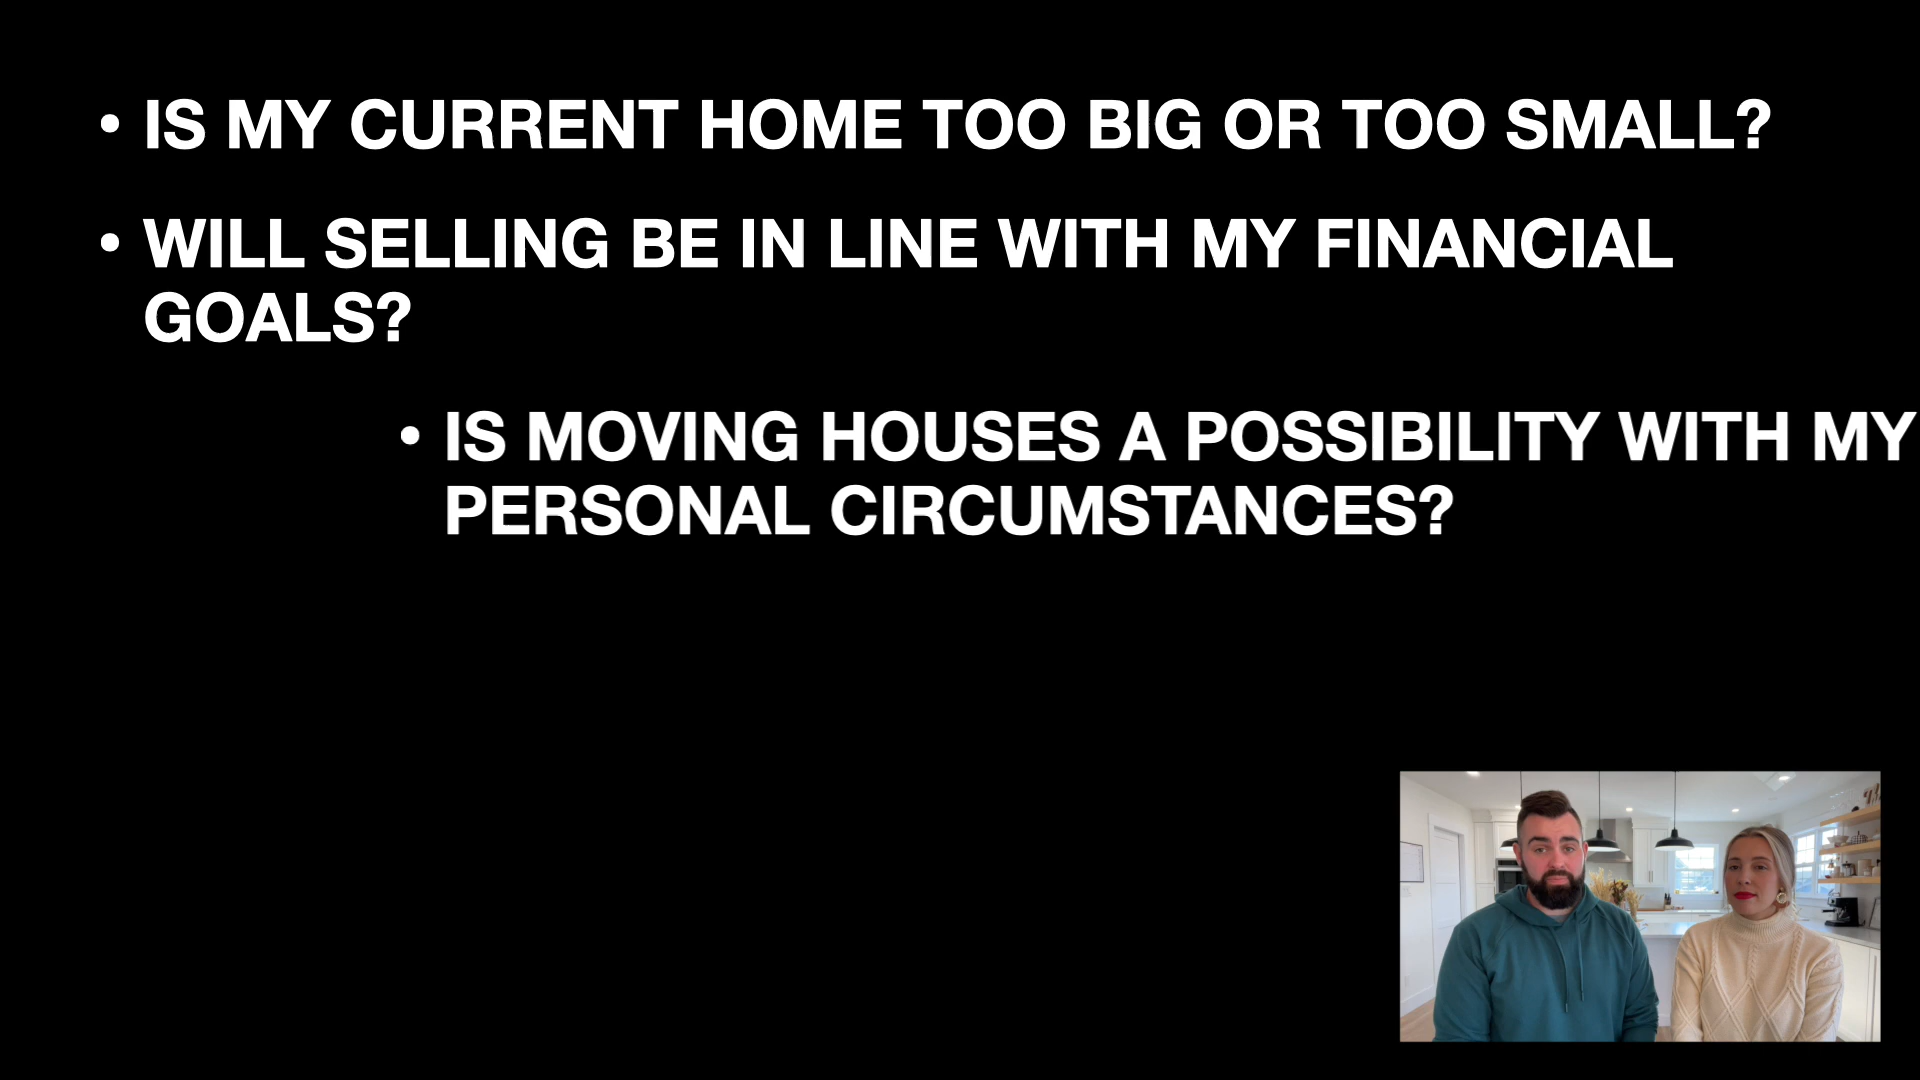 • IS MY CURRENT HOME TOO BIG OR TOO SMALL?
• WILL SELLING BE IN LINE WITH MY FINANCIAL
GOALS?
• IS MOVING HOUSES A POSSIBILITY WITH MY
PERSONAL CIRCUMSTANCES?